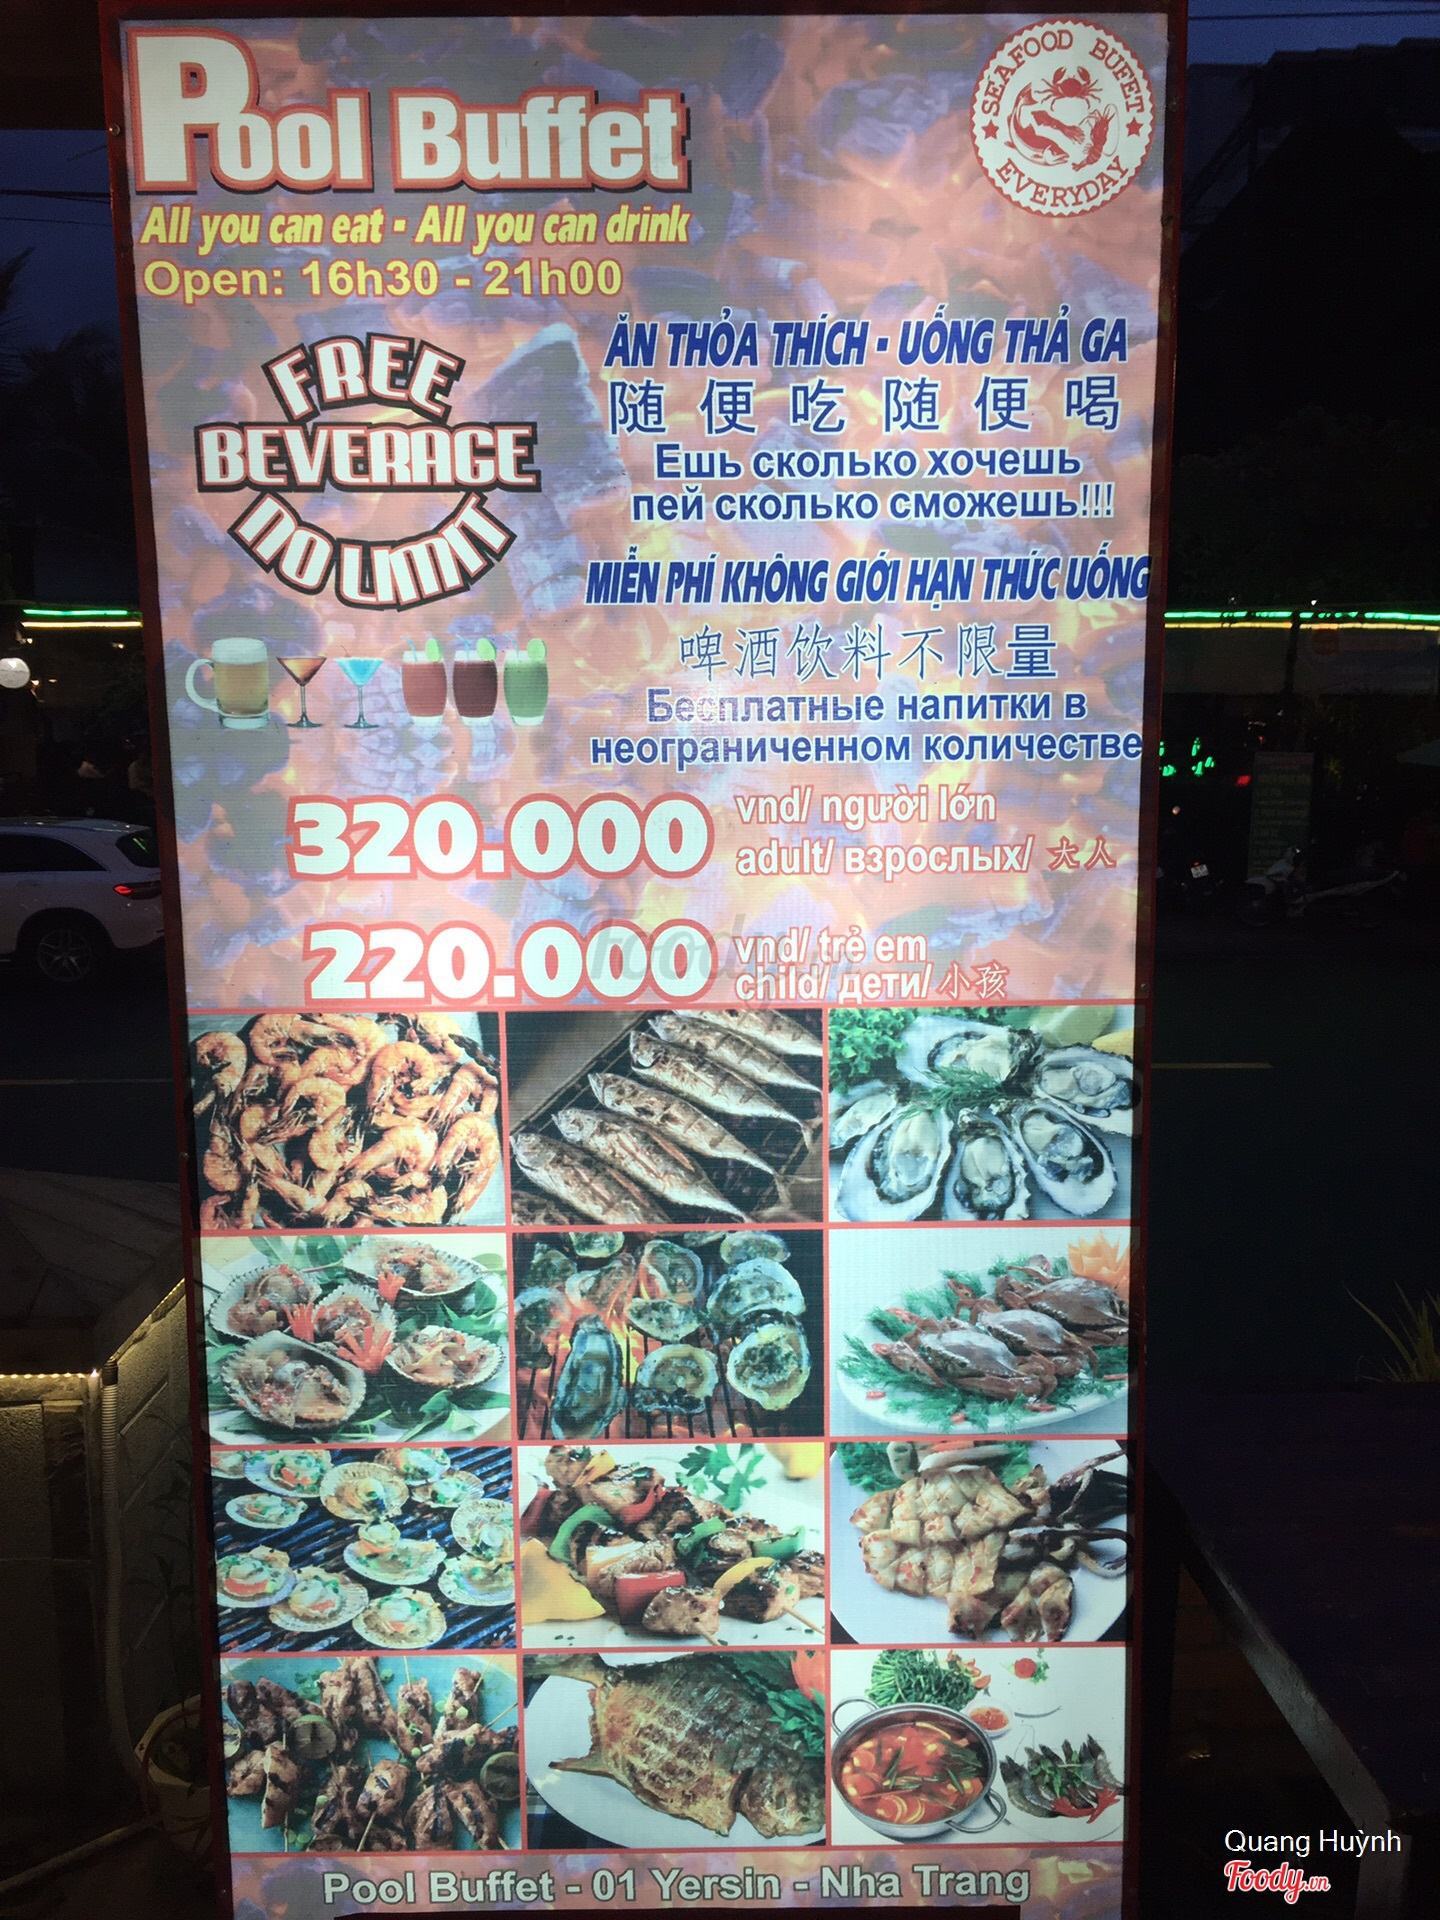 Pool Buffet
SEAFOOD BUFET
★ ★
EVERYDAY
All you can eat - All you can drink
Open: 16h30 - 21h00
FREE
BEVERAGE
NO LIMIT
ĂN THỎA THÍCH - UỐNG THẢ GA
随便吃随便喝
Ешь сколько хочешь
пей сколько сможешь!!!
MIỄN PHÍ KHÔNG GIỚI HẠN THỨC UỐNG
啤酒饮料不限量
Бесплатные напитки в
неограниченном количестве
320.000 vnd/ người lớn
adult/ взрослых/ 大人
220.000 vnd/ trẻ em
child/ дети/ 小孩
Foody.vn
Pool Buffet - 01 Yersin - Nha Trang
Quang Huỳnh
Foody.vn